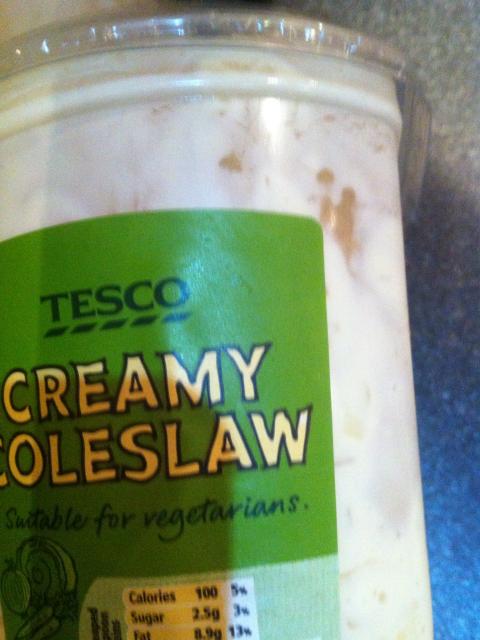 TESCO
CREAMY
COLESLAW
Suitable for vegetarians.
Calories 100 5%
Sugar 2.5g 3%
Fat 8.9g 13%